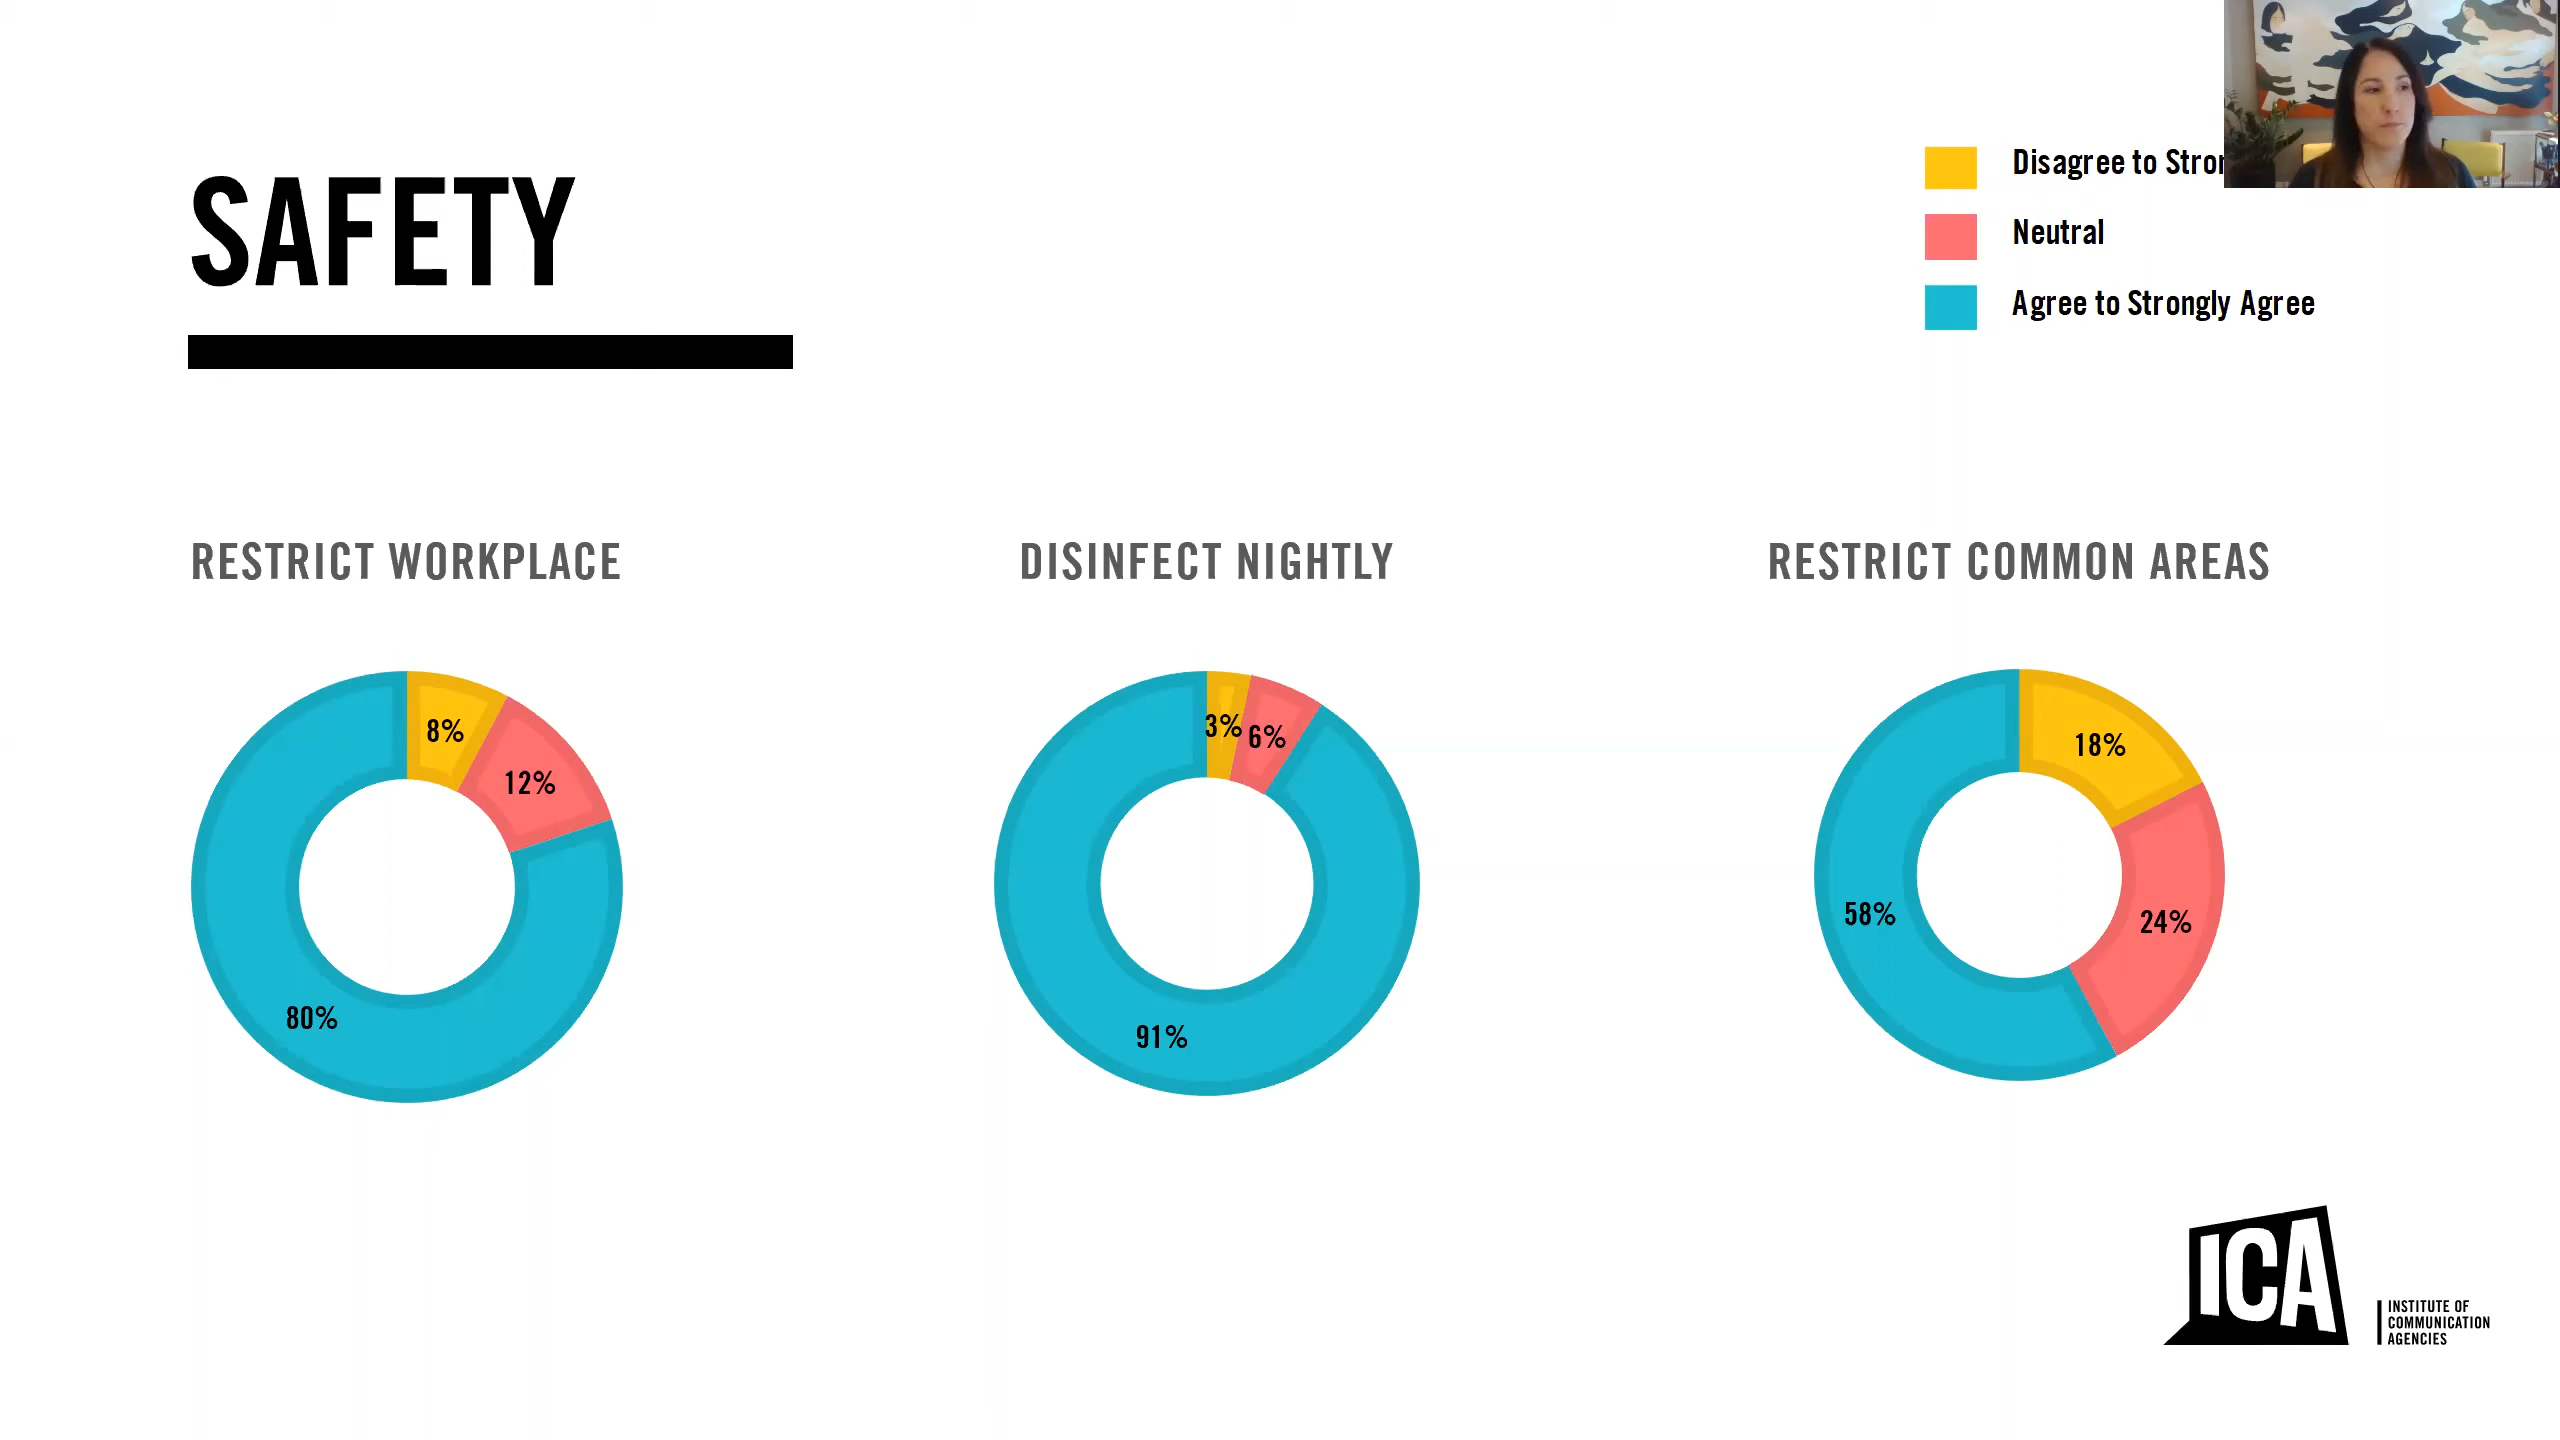 SAFETY
Disagree to
Neutral
Agree to Strongly Agree
RESTRICT WORKPLACE
DISINFECT NIGHTLY
RESTRICT COMMON AREAS
8%
12%
80%
3%
6%
91%
18%
24%
58%
ICA
INSTITUTE OF
COMMUNICATION
AGENCIES